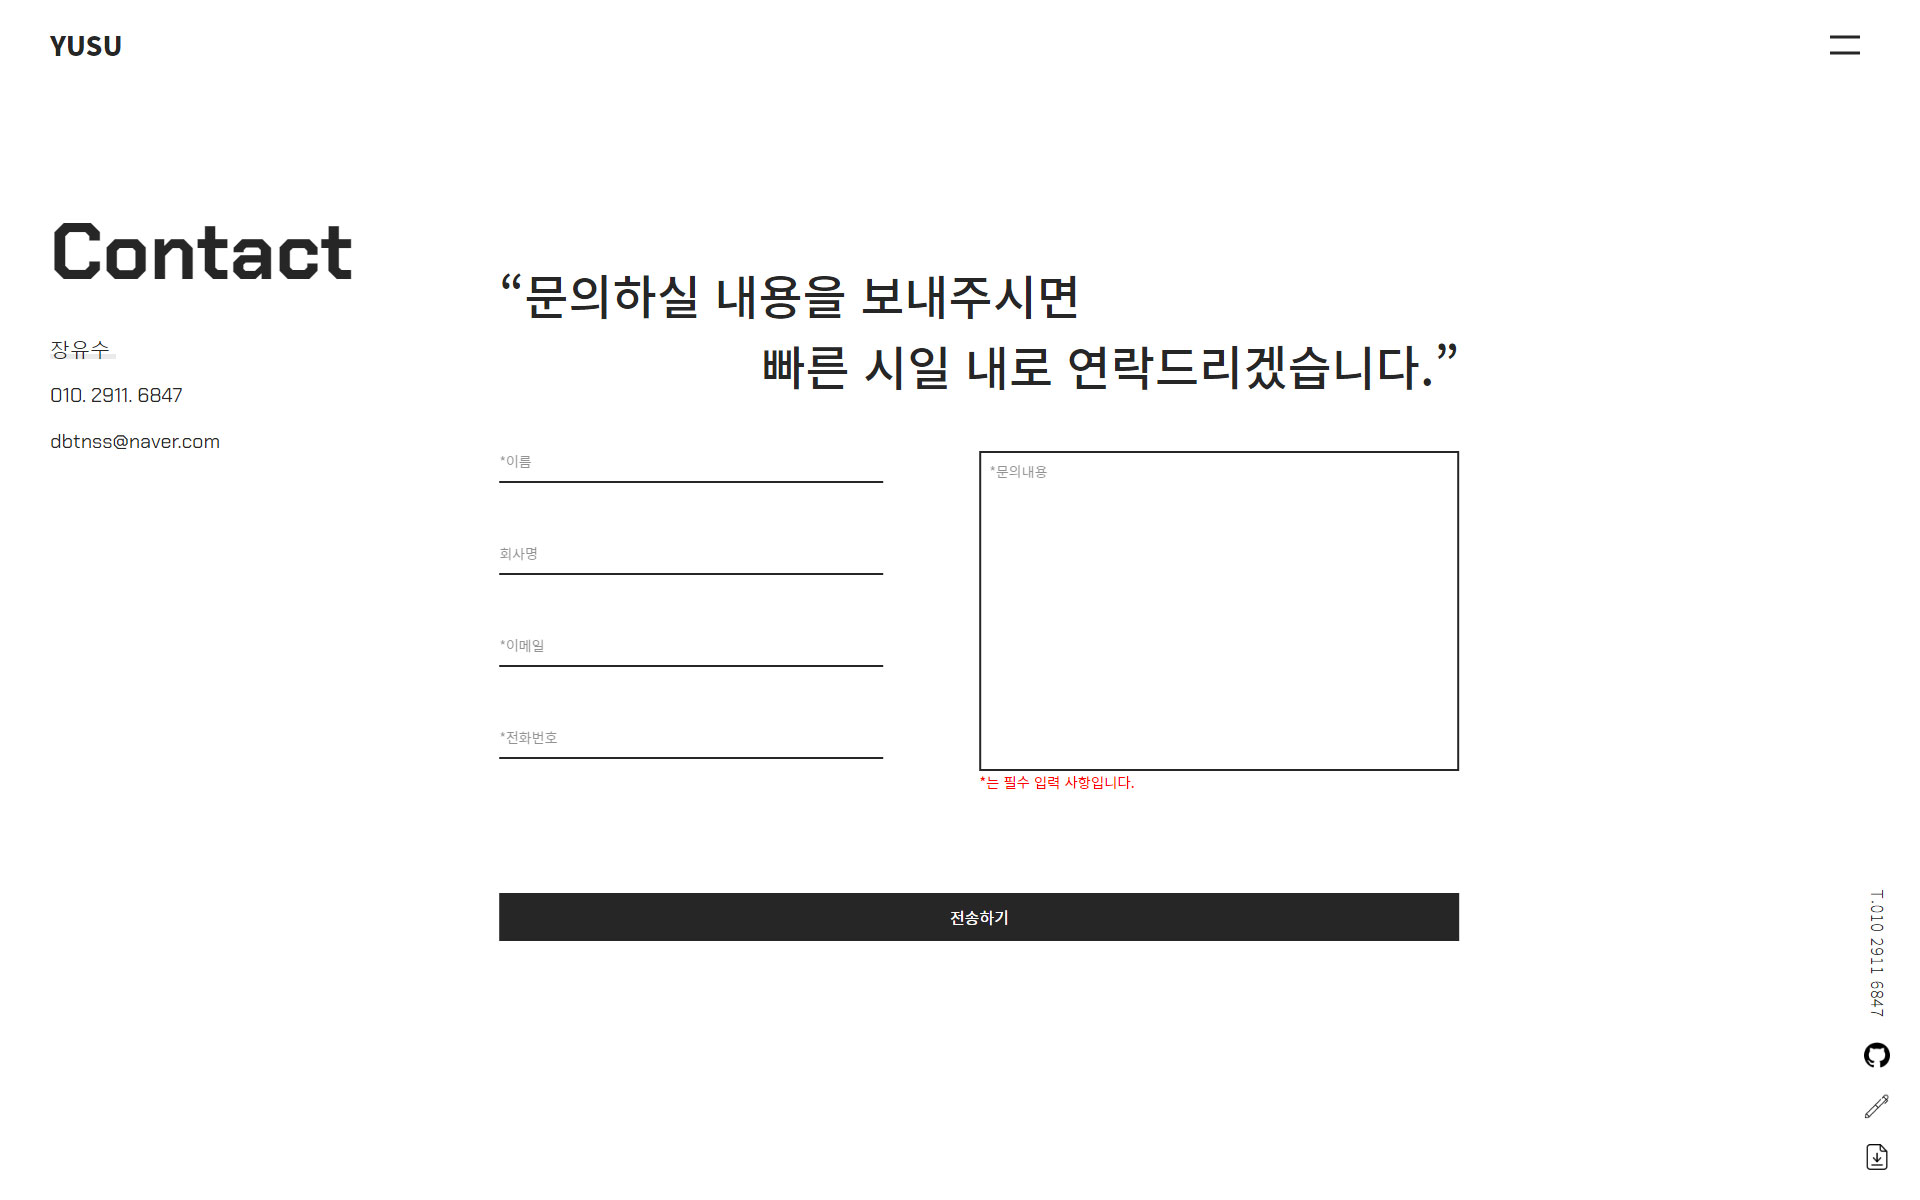 YUSU
Contact
장유수
010. 2911. 6847
dbtnss@naver.com
“문의하실 내용을 보내주시면
빠른 시일 내로 연락드리겠습니다.”
*이름
회사명
*이메일
*전화번호
*문의내용
*는 필수 입력 사항입니다.
전송하기
T.010 2911 6847